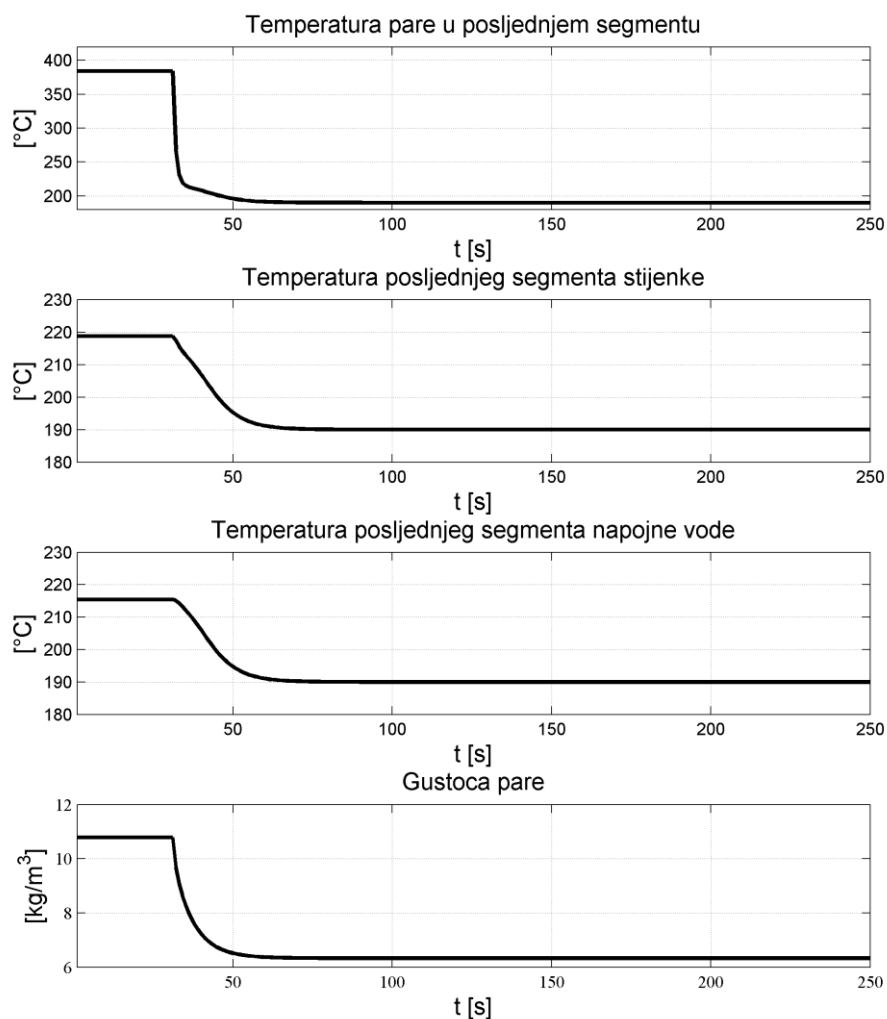 Temperatura pare u posljednjem segmentu
400
350
300
250
200
[°C]
50 100 150 200 250
t [s]
Temperatura posljednjeg segmenta stijenke
230
220
210
200
190
180
[°C]
50 100 150 200 250
t [s]
Temperatura posljednjeg segmenta napojne vode
230
220
210
200
190
180
[°C]
50 100 150 200 250
t [s]
Gustoca pare
12
10
8
6
[kg/m³]
50 100 150 200 250
t [s]